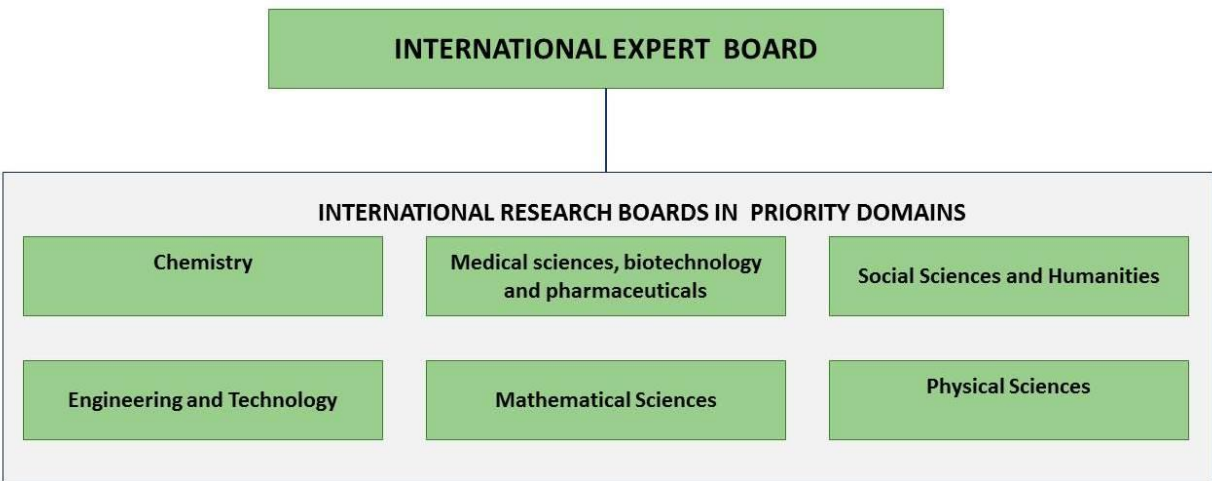 INTERNATIONAL EXPERT BOARD
INTERNATIONAL RESEARCH BOARDS IN PRIORITY DOMAINS
Chemistry
Medical sciences, biotechnology
and pharmaceuticals
Social Sciences and Humanities
Engineering and Technology
Mathematical Sciences
Physical Sciences